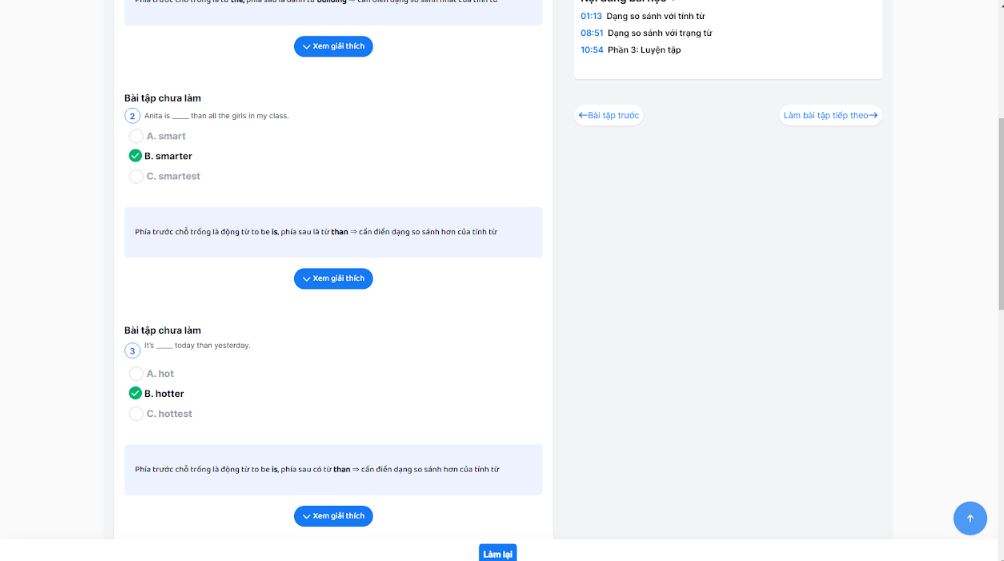 Phía trước chỗ trống là từ the, phía sau là danh từ building ⇒ cần điền dạng so sánh nhất của tính từ
Xem giải thích
Bài tập chưa làm
2 Anita is _____ than all the girls in my class.
A. smart
B. smarter
C. smartest
Phía trước chỗ trống là động từ to be is, phía sau là từ than ⇒ cần điền dạng so sánh hơn của tính từ
Xem giải thích
Bài tập chưa làm
3 It's _____ today than yesterday.
A. hot
B. hotter
C. hottest
Phía trước chỗ trống là động từ to be is, phía sau có từ than ⇒ cần điền dạng so sánh hơn của tính từ
Xem giải thích
Nội dung bài học
01:13 Dạng so sánh với tính từ
08:51 Dạng so sánh với trạng từ
10:54 Phần 3: Luyện tập
←Bài tập trước
Làm bài tập tiếp theo→
Làm lại